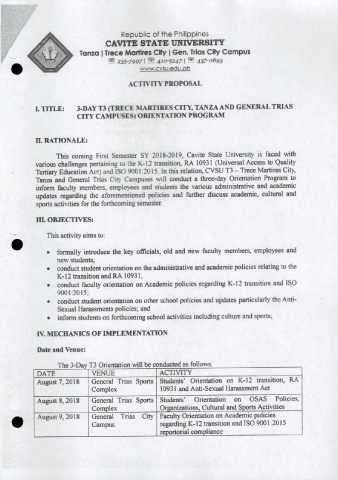 Republic of the Philippines
CAVITE STATE UNIVERSITY
Tanza | Trece Martires City | Gen. Trias City Campus
☏ 435-7997 | ☏ 410-5247 | ☏ 437-0693
www.cvsu.edu.ph
ACTIVITY PROPOSAL
I. TITLE: 3-DAY T3 (TRECE MARTIRES CITY, TANZA AND GENERAL TRIAS
CITY CAMPUSES) ORIENTATION PROGRAM
II. RATIONALE:
This coming First Semester SY 2018-2019, Cavite State University is faced with
various challenges pertaining to the K-12 transition, RA 10931 (Universal Access to Quality
Tertiary Education Act) and ISO 9001:2015. In this relation, CVSU T3 – Trece Martires City,
Tanza and General Trias City Campuses will conduct a three-day Orientation Program to
inform faculty members, employees and students the various administrative and academic
updates regarding the aforementioned policies and further discuss academic, cultural and
sports activities for the forthcoming semester.
III. OBJECTIVES:
This activity aims to:
• formally introduce the key officials, old and new faculty members, employees and
new students;
• conduct student orientation on the administrative and academic policies relating to the
K-12 transition and RA 10931;
• conduct faculty orientation on Academic policies regarding K-12 transition and ISO
9001:2015;
• conduct student orientation on other school policies and updates particularly the Anti-
Sexual Harassments policies; and
• inform students on forthcoming school activities including culture and sports;
IV. MECHANICS OF IMPLEMENTATION
Date and Venue:
The 3-Day T3 Orientation will be conducted as follows:
DATE VENUE ACTIVITY
August 7, 2018 General Trias Sports Students' Orientation on K-12 transition, RA
Complex 10931 and Anti-Sexual Harassment Act
August 8, 2018 General Trias Sports Students' Orientation on OSAS Policies,
Complex Organizations, Cultural and Sports Activities
August 9, 2018 General Trias City Faculty Orientation on Academic policies
Campus regarding K-12 transition and ISO 9001:2015
reportorial compliance